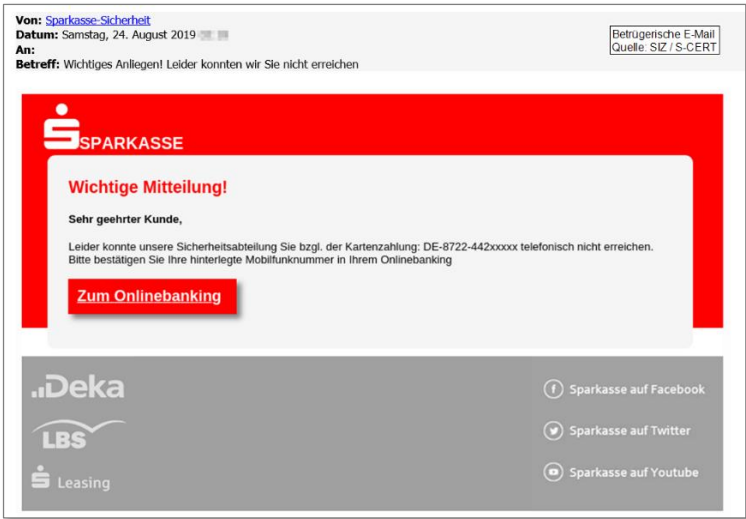 Von: Sparkasse-Sicherheit
Datum: Samstag, 24. August 2019
An:
Betreff: Wichtiges Anliegen! Leider konnten wir Sie nicht erreichen
Betrügerische E-Mail
Quelle: SIZ / S-CERT
SPARKASSE
Wichtige Mitteilung!
Sehr geehrter Kunde,
Leider konnte unsere Sicherheitsabteilung Sie bzgl. der Kartenzahlung: DE-8722-442xxxxx telefonisch nicht erreichen.
Bitte bestätigen Sie Ihre hinterlegte Mobilfunknummer in Ihrem Onlinebanking
Zum Onlinebanking
Deka
LBS
Leasing
Sparkasse auf Facebook
Sparkasse auf Twitter
Sparkasse auf Youtube